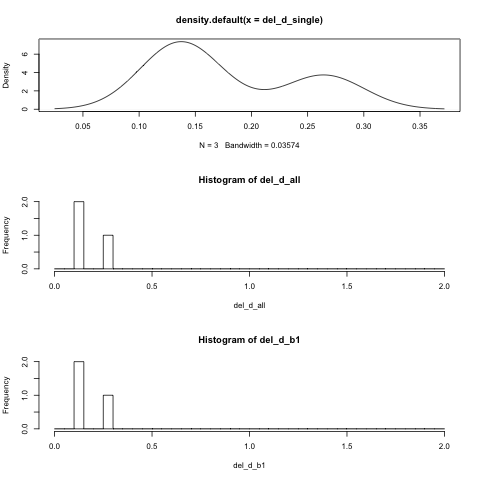 density.default(x = del_d_single)
Density
0 2 4 6
0.05 0.10 0.15 0.20 0.25 0.30 0.35
N = 3 Bandwidth = 0.03574
Histogram of del_d_all
Frequency
0.0 1.0 2.0
0.0 0.5 1.0 1.5 2.0
del_d_all
Histogram of del_d_b1
Frequency
0.0 1.0 2.0
0.0 0.5 1.0 1.5 2.0
del_d_b1